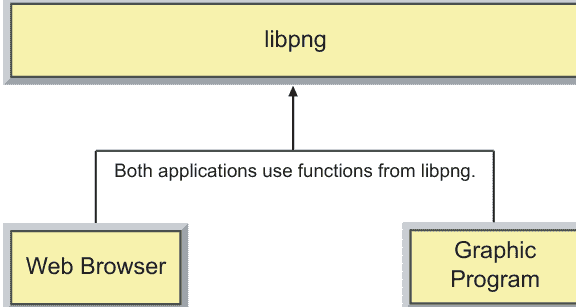 libpng
Both applications use functions from libpng.
Web Browser
Graphic
Program